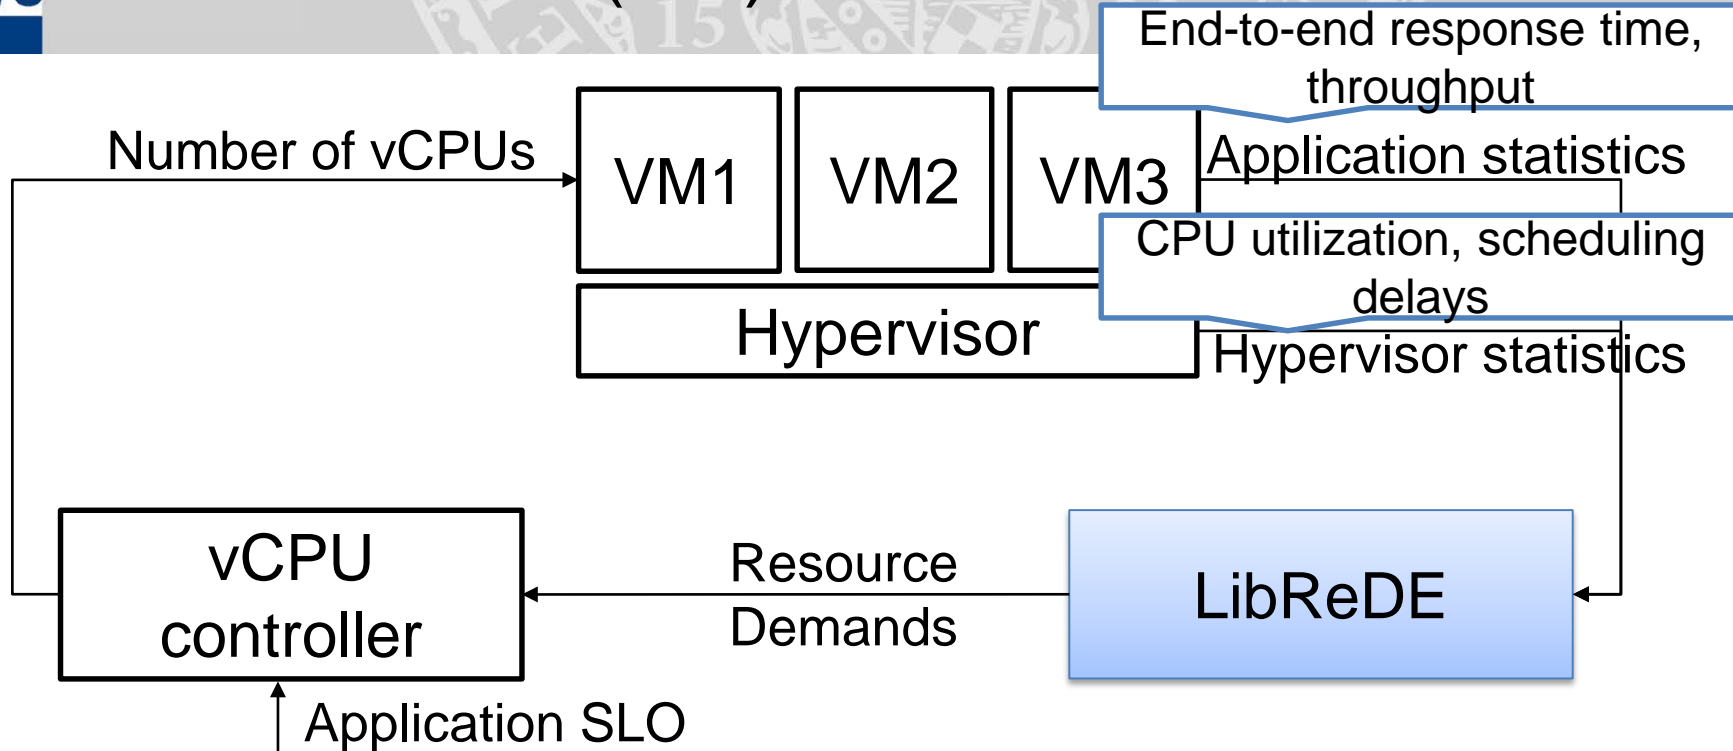 End-to-end response time,
throughput
Number of vCPUs
VM1
VM2
VM3
Application statistics
CPU utilization, scheduling
delays
Hypervisor
Hypervisor statistics
vCPU
controller
Resource
Demands
LibReDE
Application SLO